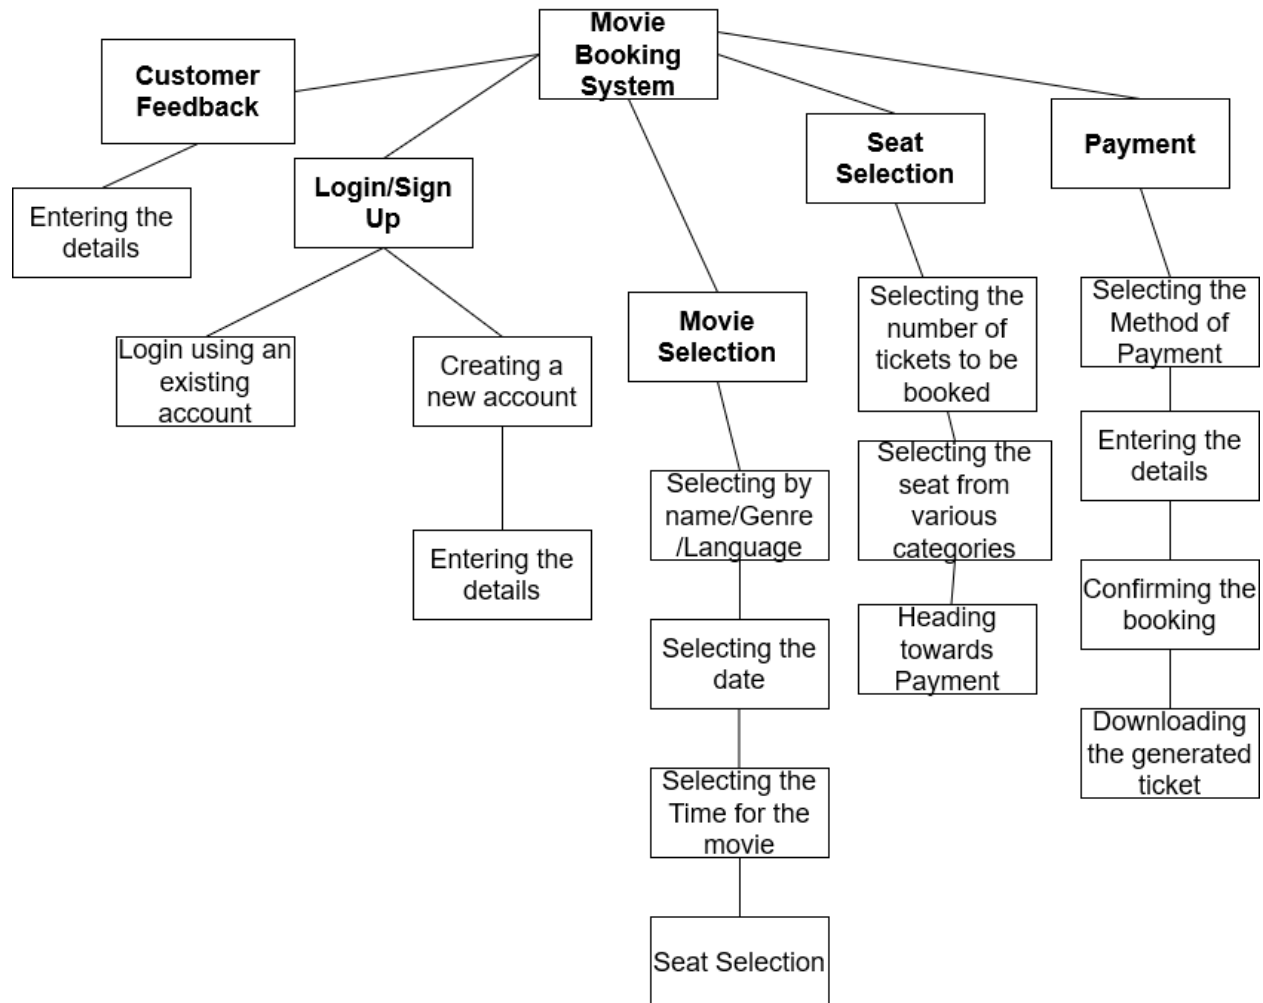 Movie
Booking
System
Customer
Feedback
Entering the
details
Login/Sign
Up
Login using an
existing
account
Creating a
new account
Entering the
details
Movie
Selection
Selecting by
name/Genre
/Language
Selecting the
date
Selecting the
Time for the
movie
Seat Selection
Seat
Selection
Selecting the
number of
tickets to be
booked
Selecting the
seat from
various
categories
Heading
towards
Payment
Payment
Selecting the
Method of
Payment
Entering the
details
Confirming the
booking
Downloading
the generated
ticket